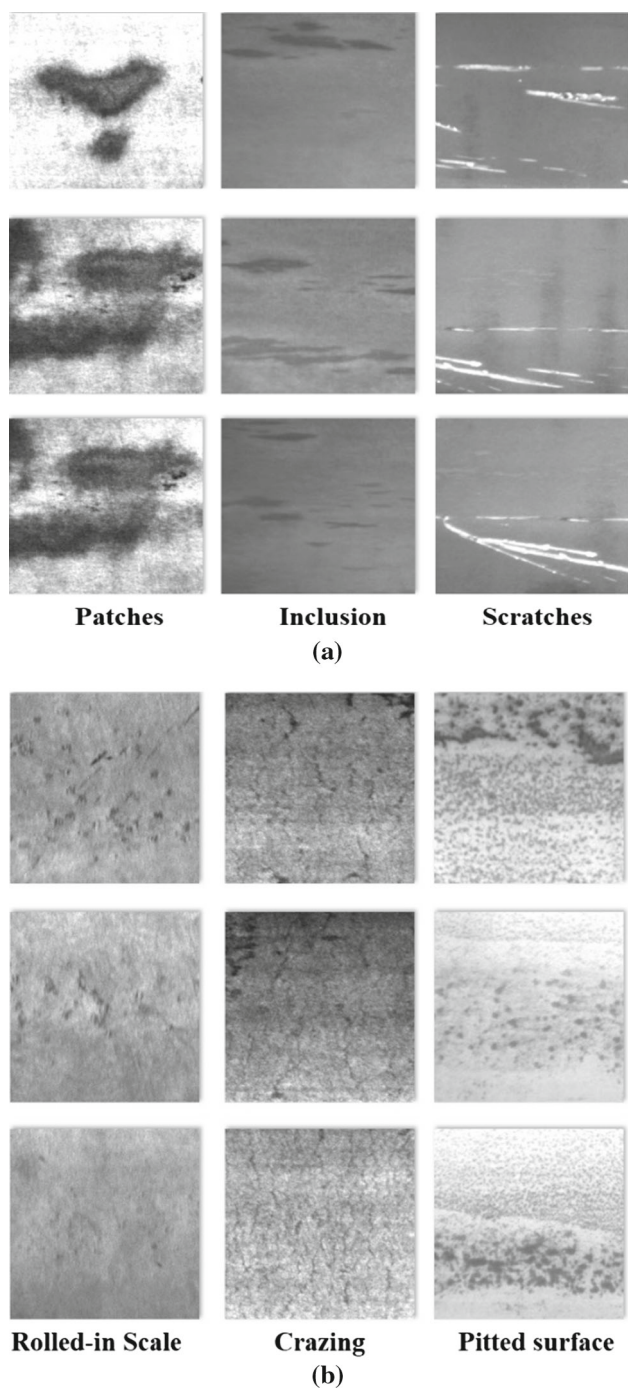 Patches Inclusion Scratches
(a)
Rolled-in Scale Crazing Pitted surface
(b)